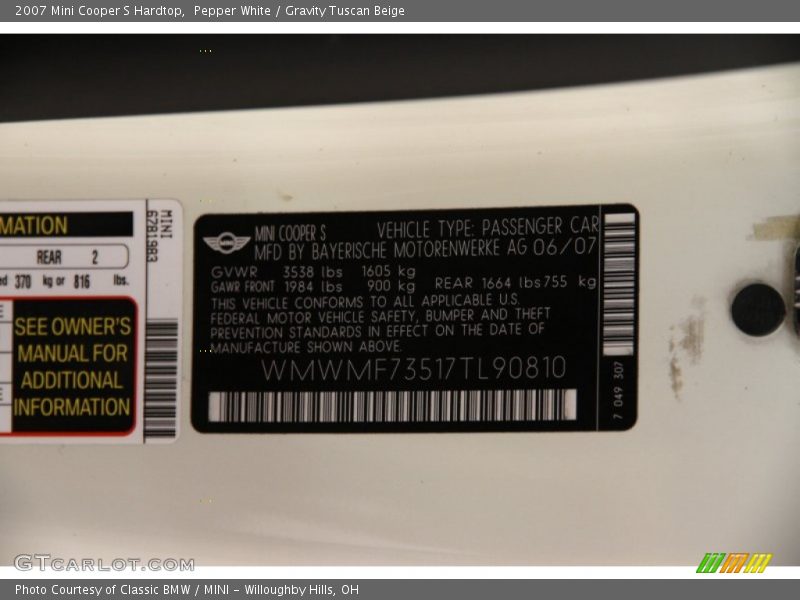 2007 Mini Cooper S Hardtop,  Pepper White / Gravity Tuscan Beige
MATION
REAR 2
ed 370 kg or 816 lbs.
SEE OWNER'S
MANUAL FOR
ADDITIONAL
INFORMATION
MINI
6781983
MINI COOPER S VEHICLE TYPE: PASSENGER CAR
MFD BY BAYERISCHE MOTORENWERKE AG 06/07
GVWR 3538 lbs 1605 kg
GAWR FRONT 1984 lbs 900 kg REAR 1664 lbs755 kg
THIS VEHICLE CONFORMS TO ALL APPLICABLE U.S.
FEDERAL MOTOR VEHICLE SAFETY, BUMPER AND THEFT
PREVENTION STANDARDS IN EFFECT ON THE DATE OF
MANUFACTURE SHOWN ABOVE.
WMWMF73517TL90810
7 049 307
GTCARLOT.COM
Photo Courtesy of Classic BMW / MINI - Willoughby Hills, OH